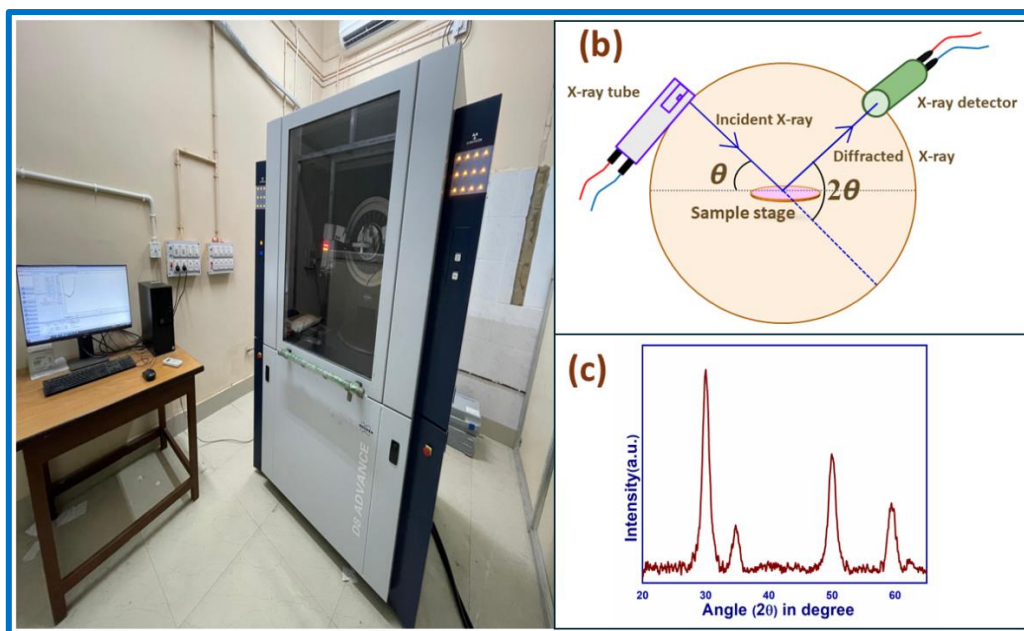 D8 ADVANCE
(b)
X-ray tube
X-ray detector
Incident X-ray
Diffracted X-ray
θ
2θ
Sample stage
(c)
Intensity(a.u.)
20 30 40 50 60
Angle (2θ) in degree